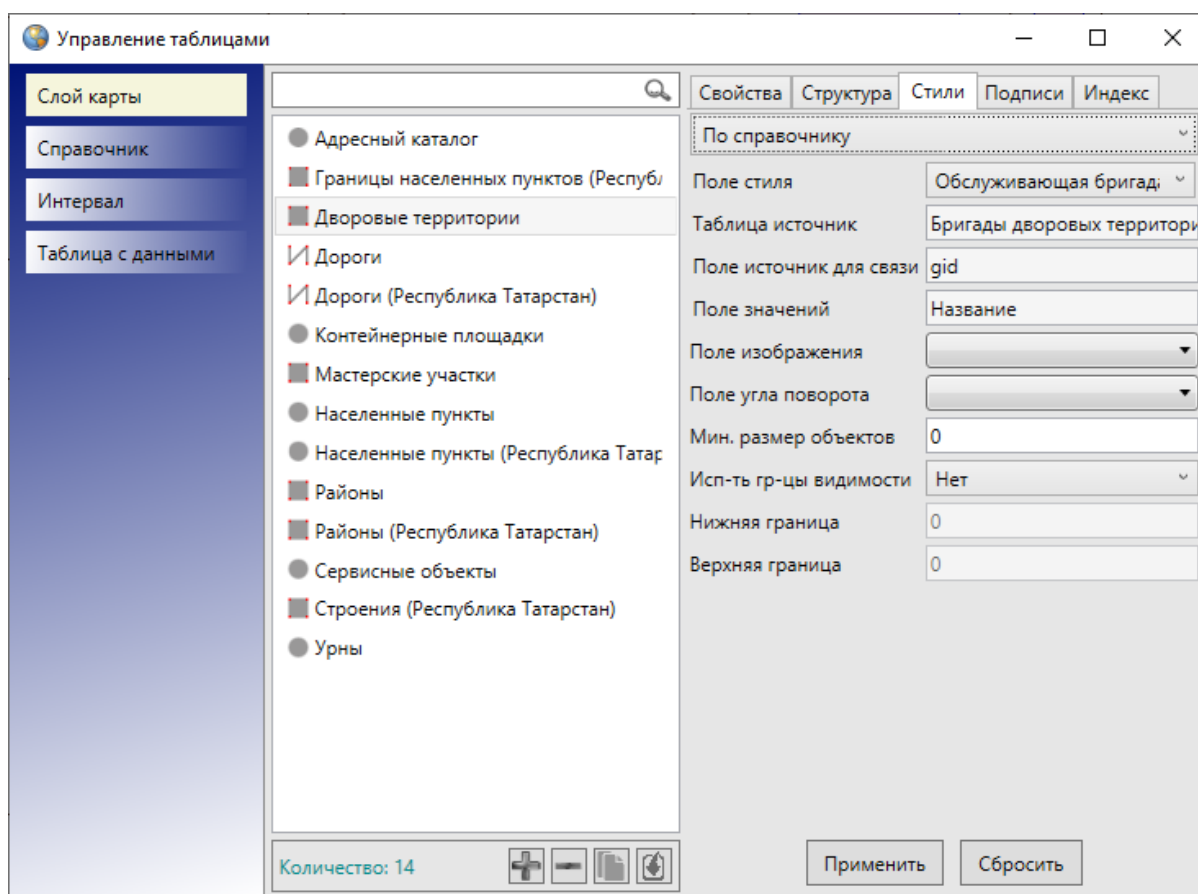 Управление таблицами
Слой карты
Справочник
Интервал
Таблица с данными
Адресный каталог
Границы населенных пунктов (Республ
Дворовые территории
Дороги
Дороги (Республика Татарстан)
Контейнерные площадки
Мастерские участки
Населенные пункты
Населенные пункты (Республика Татар
Районы
Районы (Республика Татарстан)
Сервисные объекты
Строения (Республика Татарстан)
Урны
Количество: 14
Свойства Структура Стили Подписи Индекс
По справочнику
Поле стиля Обслуживающая бригада
Таблица источник Бригады дворовых территори
Поле источник для связи gid
Поле значений Название
Поле изображения
Поле угла поворота
Мин. размер объектов 0
Исп-ть гр-цы видимости Нет
Нижняя граница 0
Верхняя граница 0
Применить Сбросить